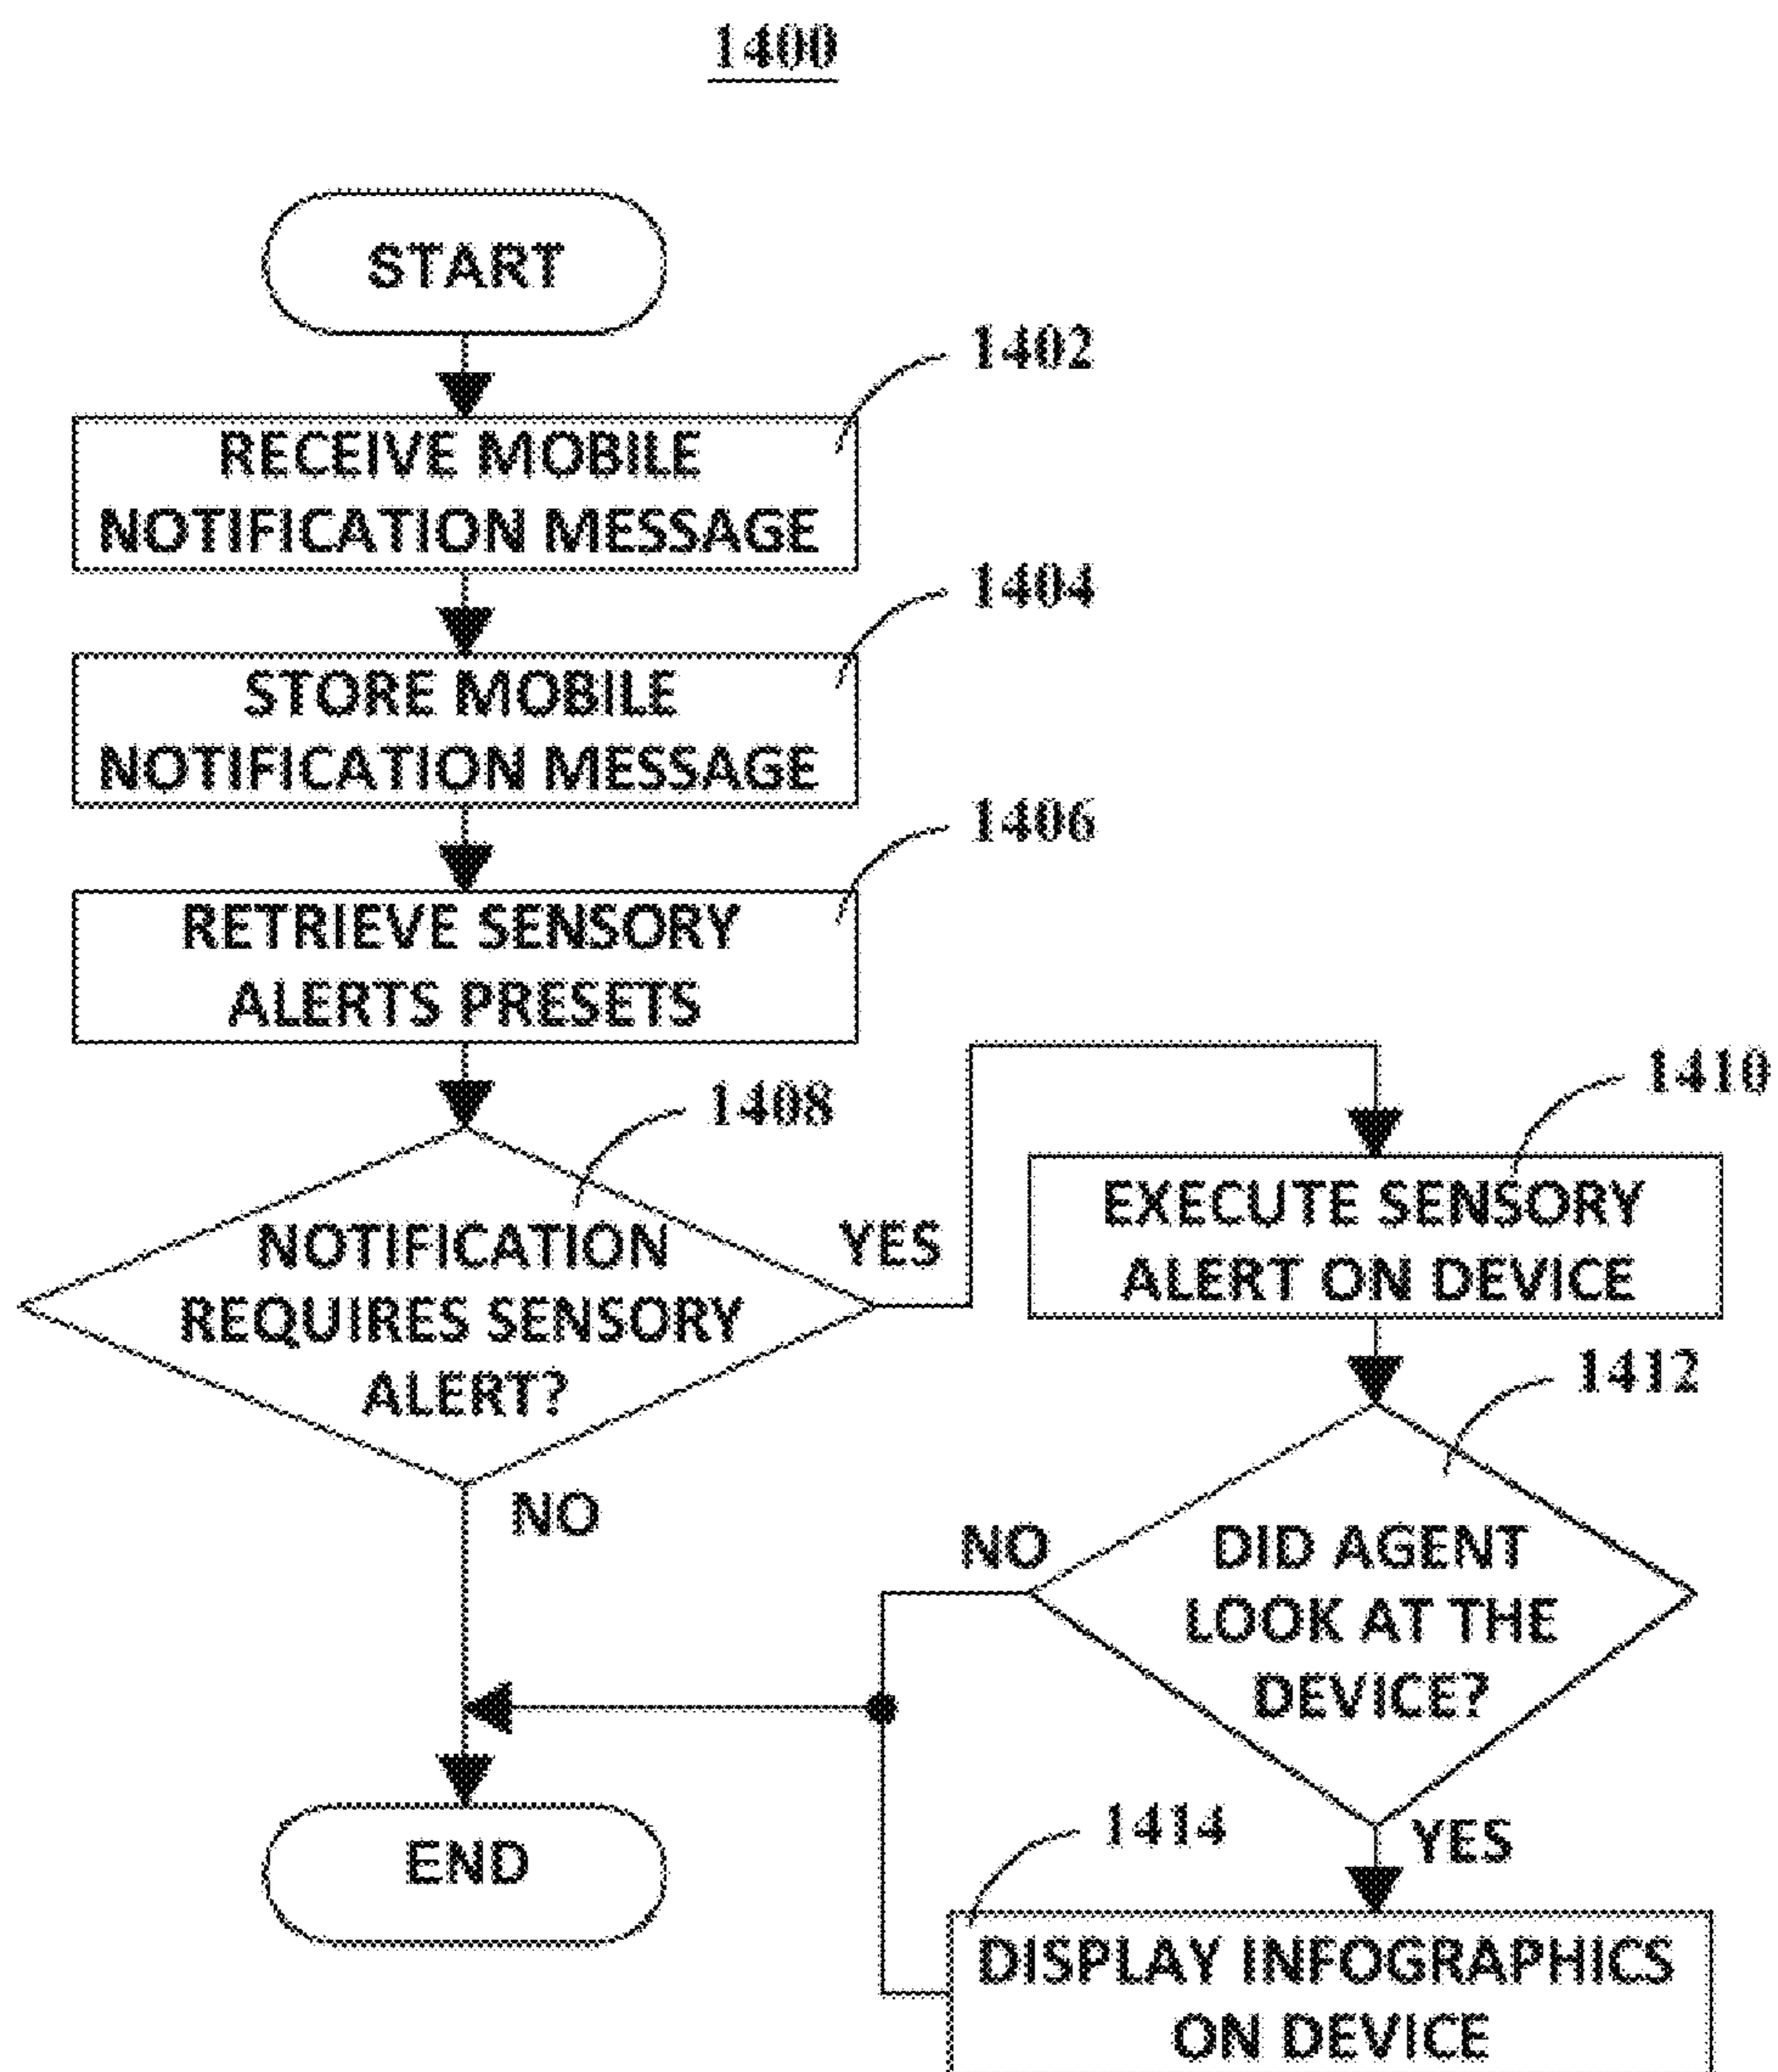 1400
START
1402
RECEIVE MOBILE
NOTIFICATION MESSAGE
1404
STORE MOBILE
NOTIFICATION MESSAGE
1406
RETRIEVE SENSORY
ALERTS PRESETS
1408
NOTIFICATION
REQUIRES SENSORY
ALERT?
YES
NO
1410
EXECUTE SENSORY
ALERT ON DEVICE
1412
DID AGENT
LOOK AT THE
DEVICE?
NO
YES
1414
DISPLAY INFOGRAPHICS
ON DEVICE
END